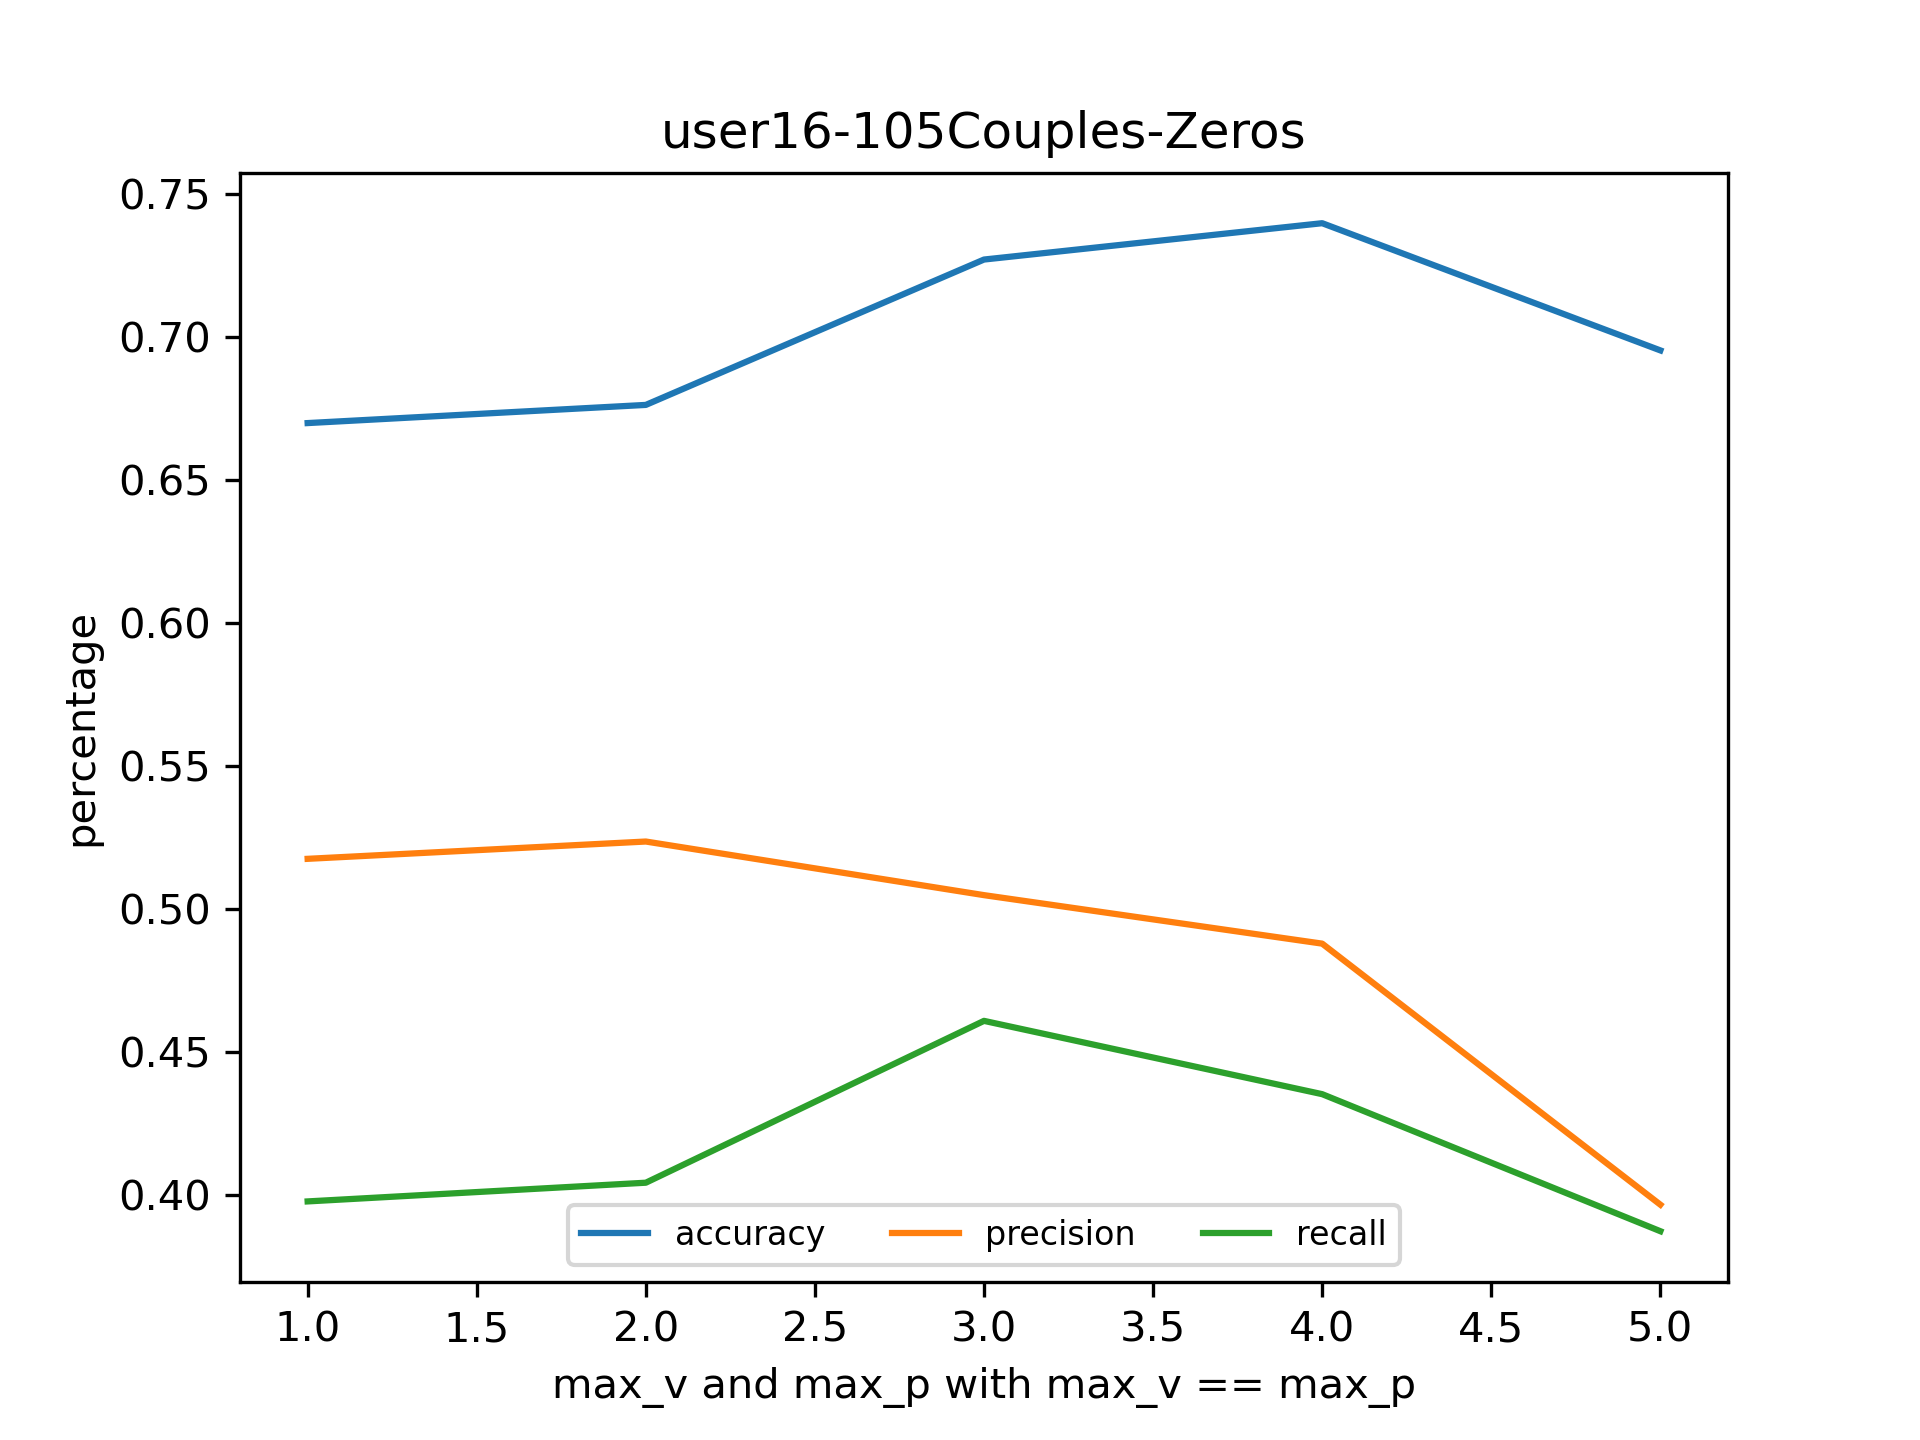 user16-105Couples-Zeros
0.75
0.70
0.65
0.60
0.55
0.50
0.45
0.40
percentage
accuracy precision recall
1.0 1.5 2.0 2.5 3.0 3.5 4.0 4.5 5.0
max_v and max_p with max_v == max_p